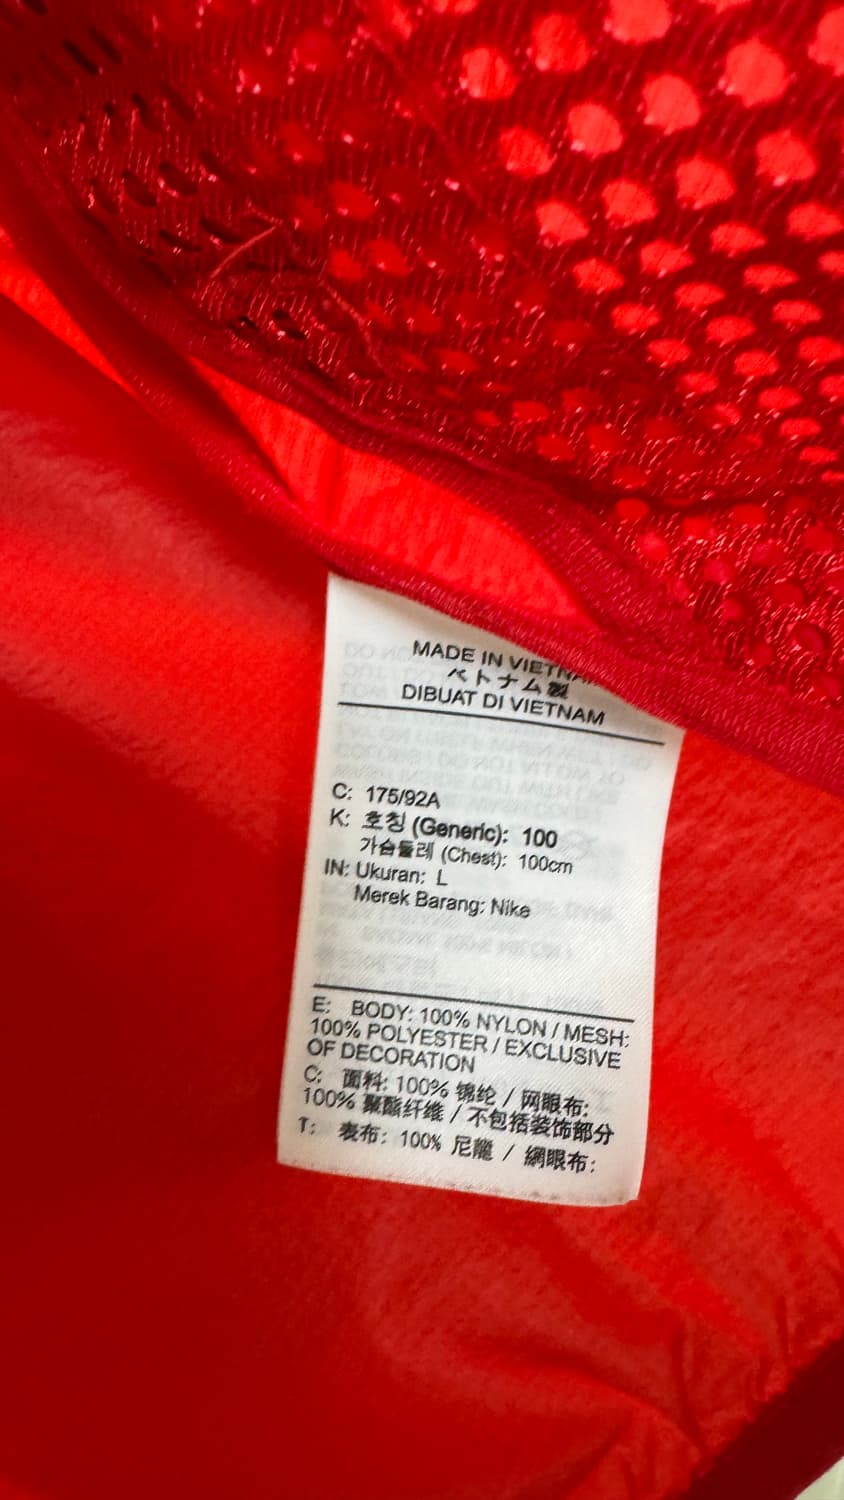 MADE IN VIETNAM
ベトナム製
DIBUAT DI VIETNAM
C: 175/92A
K: 호칭 (Generic): 100
가슴둘레 (Chest): 100cm
IN: Ukuran: L
Merek Barang: Nike
E: BODY: 100% NYLON / MESH:
100% POLYESTER / EXCLUSIVE
OF DECORATION
C: 面料: 100% 锦纶 / 网眼布:
100% 聚酯纤维 / 不包括装饰部分
T: 表布: 100% 尼龍 / 網眼布: